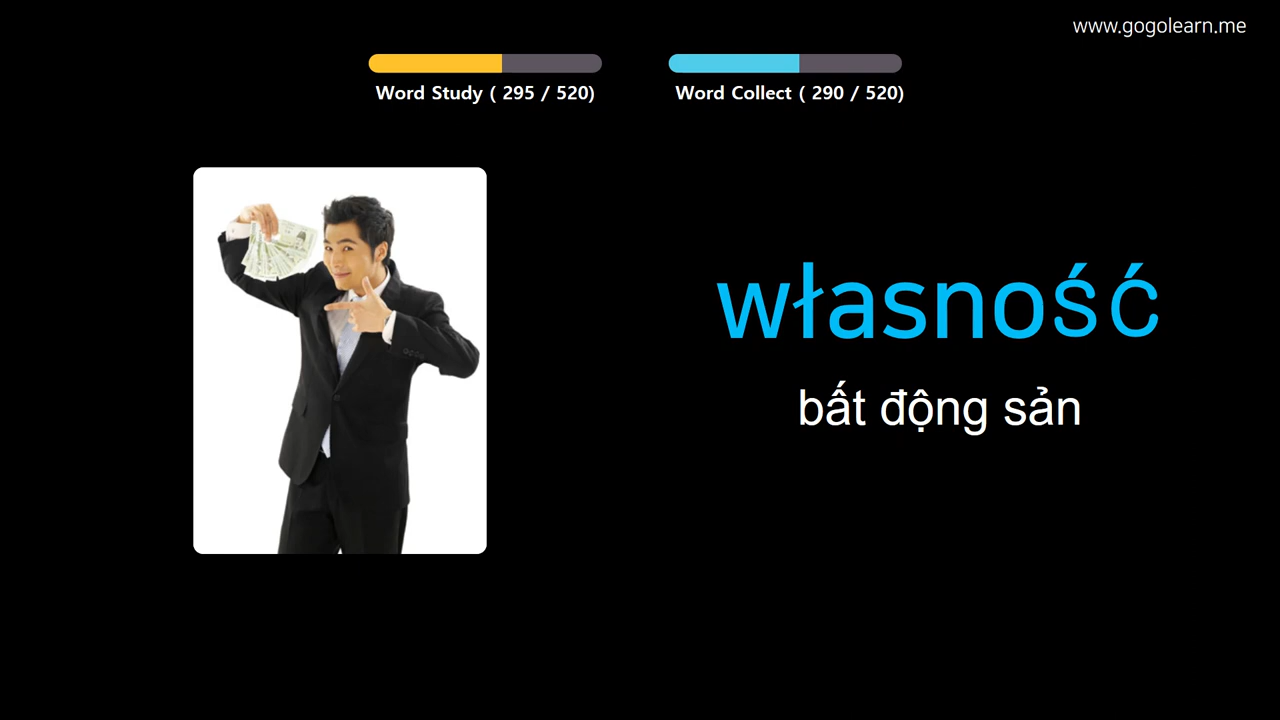 www.gogolearn.me
Word Study ( 295 / 520)
Word Collect ( 290 / 520)
własność
bất động sản